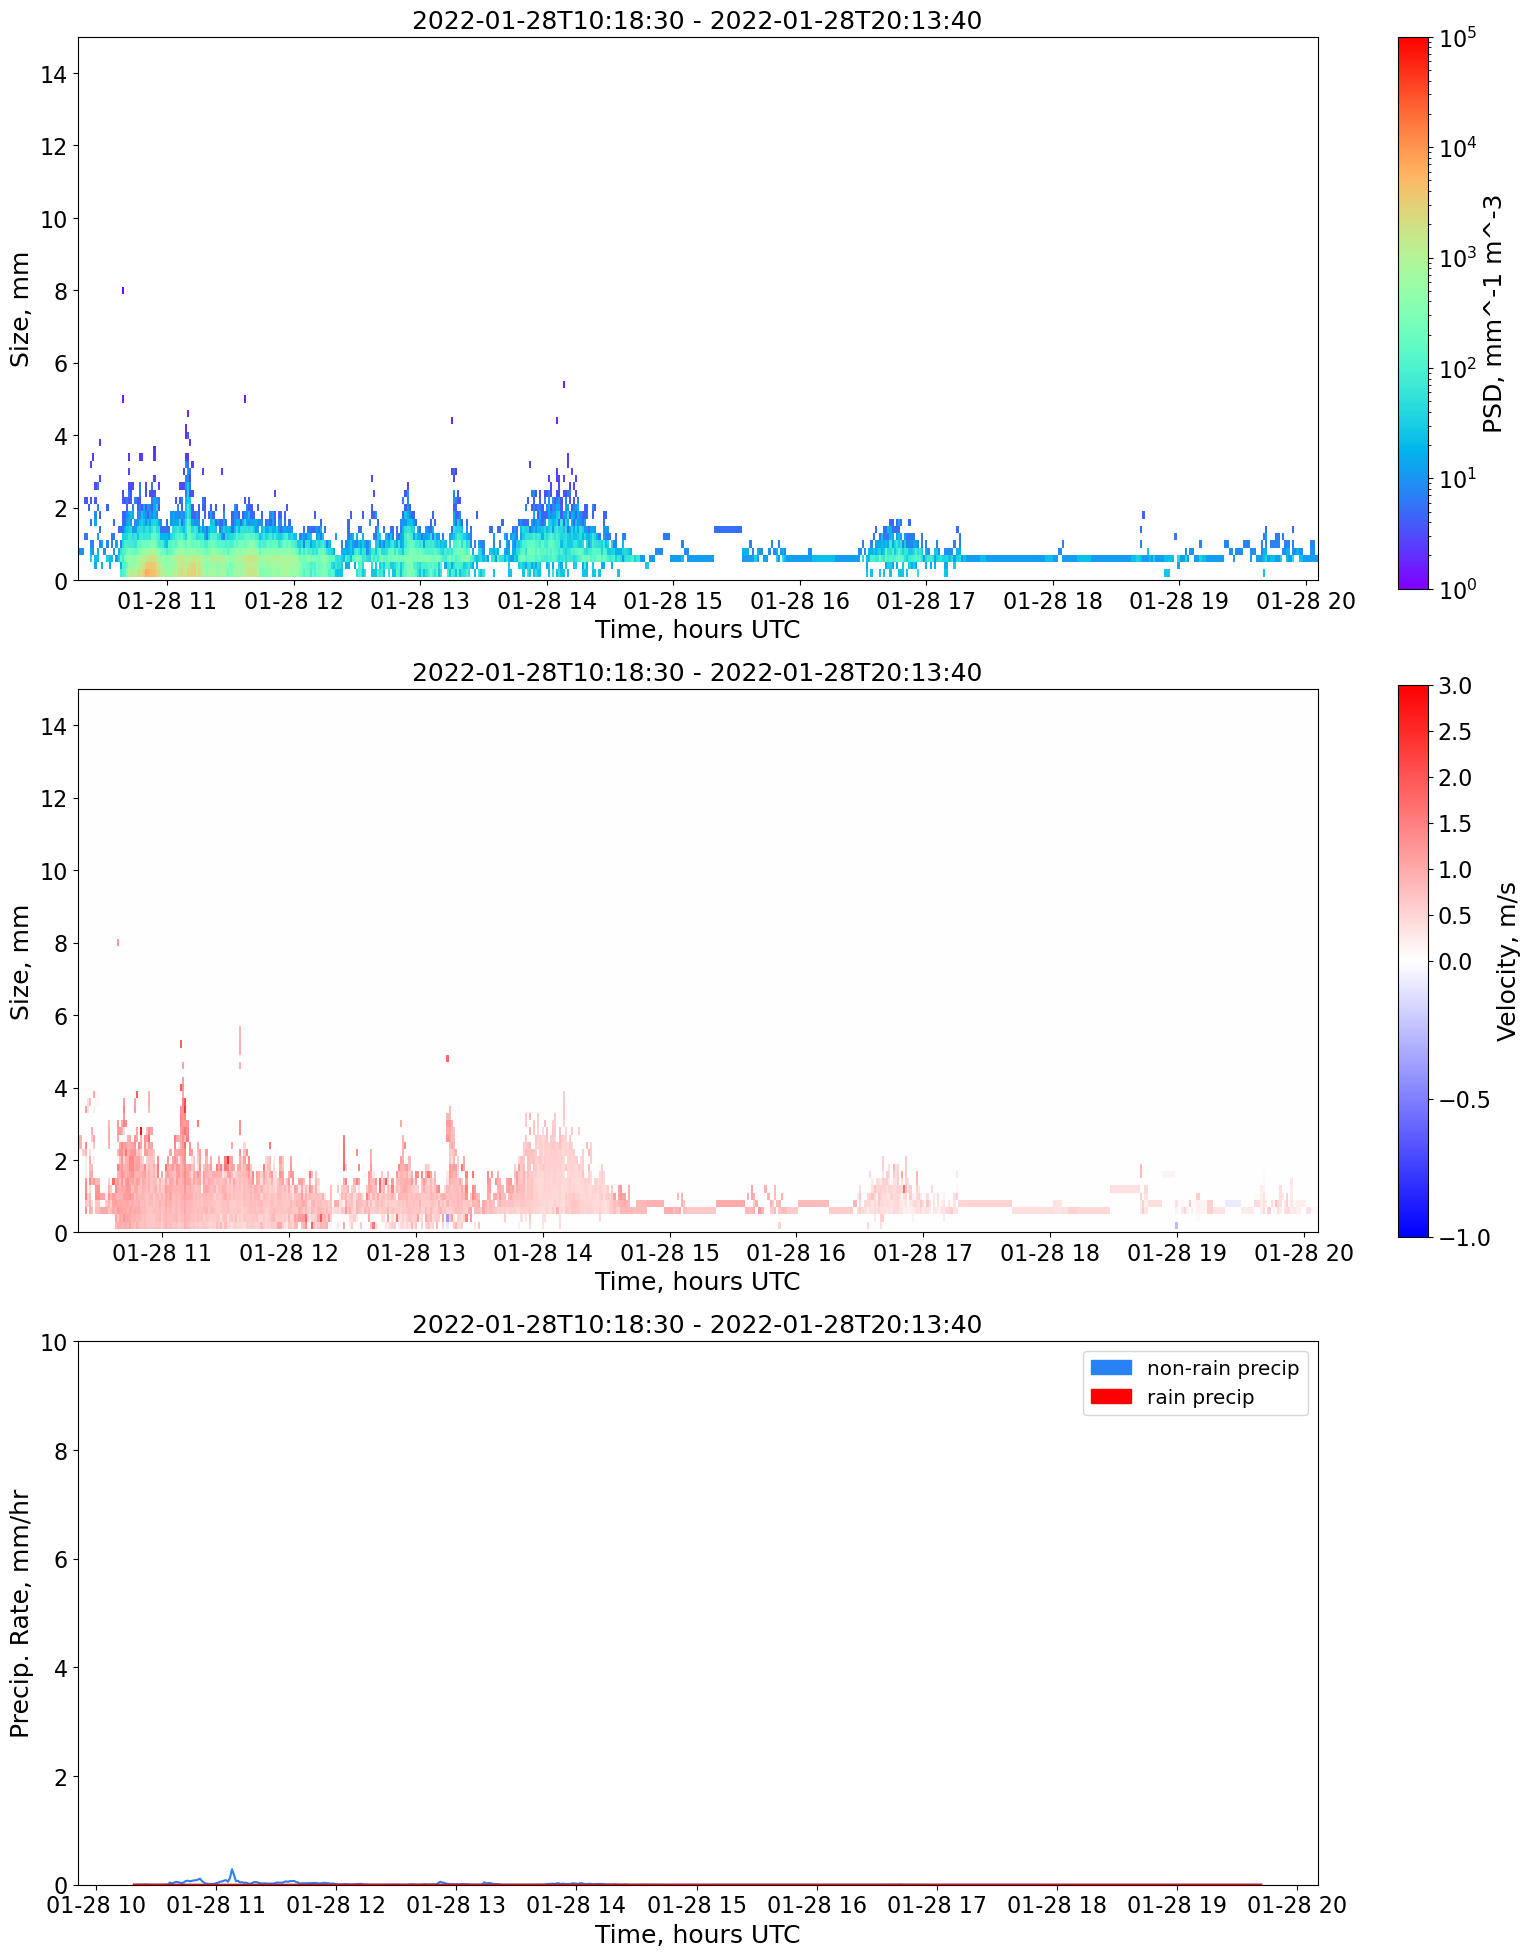 2022-01-28T10:18:30 - 2022-01-28T20:13:40
14
12
10
8
6
4
2
0
Size, mm
01-28 11 01-28 12 01-28 13 01-28 14 01-28 15 01-28 16 01-28 17 01-28 18 01-28 19 01-28 20
Time, hours UTC
10^5
10^4
10^3
10^2
10^1
10^0
PSD, mm^-1 m^-3
2022-01-28T10:18:30 - 2022-01-28T20:13:40
14
12
10
8
6
4
2
0
Size, mm
01-28 11 01-28 12 01-28 13 01-28 14 01-28 15 01-28 16 01-28 17 01-28 18 01-28 19 01-28 20
Time, hours UTC
3.0
2.5
2.0
1.5
1.0
0.5
0.0
−0.5
−1.0
Velocity, m/s
2022-01-28T10:18:30 - 2022-01-28T20:13:40
10
8
6
4
2
0
Precip. Rate, mm/hr
non-rain precip
rain precip
01-28 10 01-28 11 01-28 12 01-28 13 01-28 14 01-28 15 01-28 16 01-28 17 01-28 18 01-28 19 01-28 20
Time, hours UTC